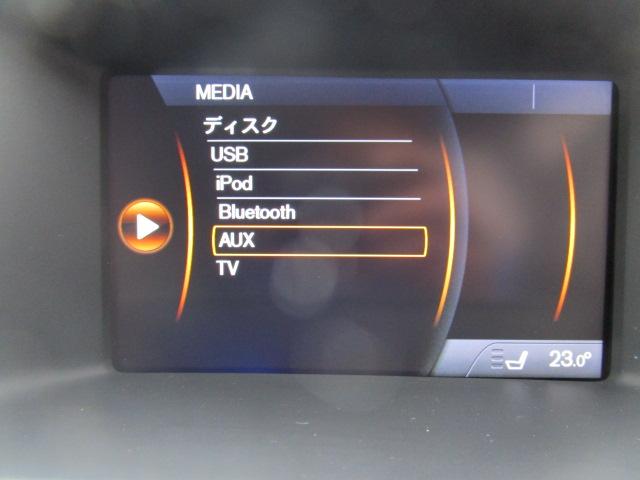 MEDIA
ディスク
USB
iPod
Bluetooth
AUX
TV
23.0°